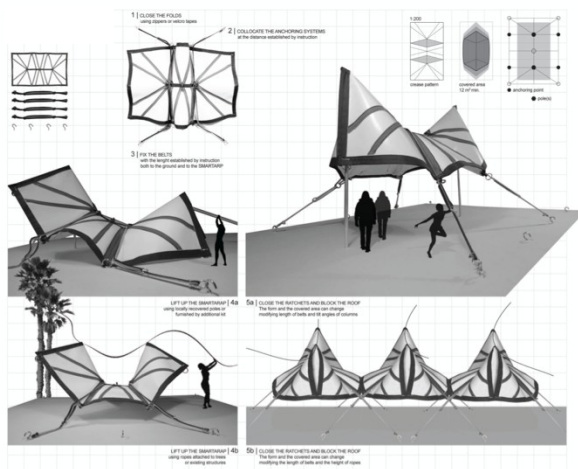 1 | CLOSE THE FOLDS
using zippers or velcro tapes
2 | COLLOCATE THE ANCHORING SYSTEMS
at the distance established by instruction
1:200
crease pattern
covered area
12 m² min.
anchoring point
pole(s)
3 | FIX THE BELTS
with the lenght established by instruction
both to the ground and to the SMARTARP
LIFT UP THE SMARTARP | 4a
using locally recovered poles or
furnished by additional kit
5a | CLOSE THE RATCHETS AND BLOCK THE ROOF
The form and the covered area can change
modifying length of belts and tilt angles of columns
LIFT UP THE SMARTARP | 4b
using ropes attached to trees
or existing structures
5b | CLOSE THE RATCHETS AND BLOCK THE ROOF
The form and the covered area can change
modifying the length of belts and the height of ropes